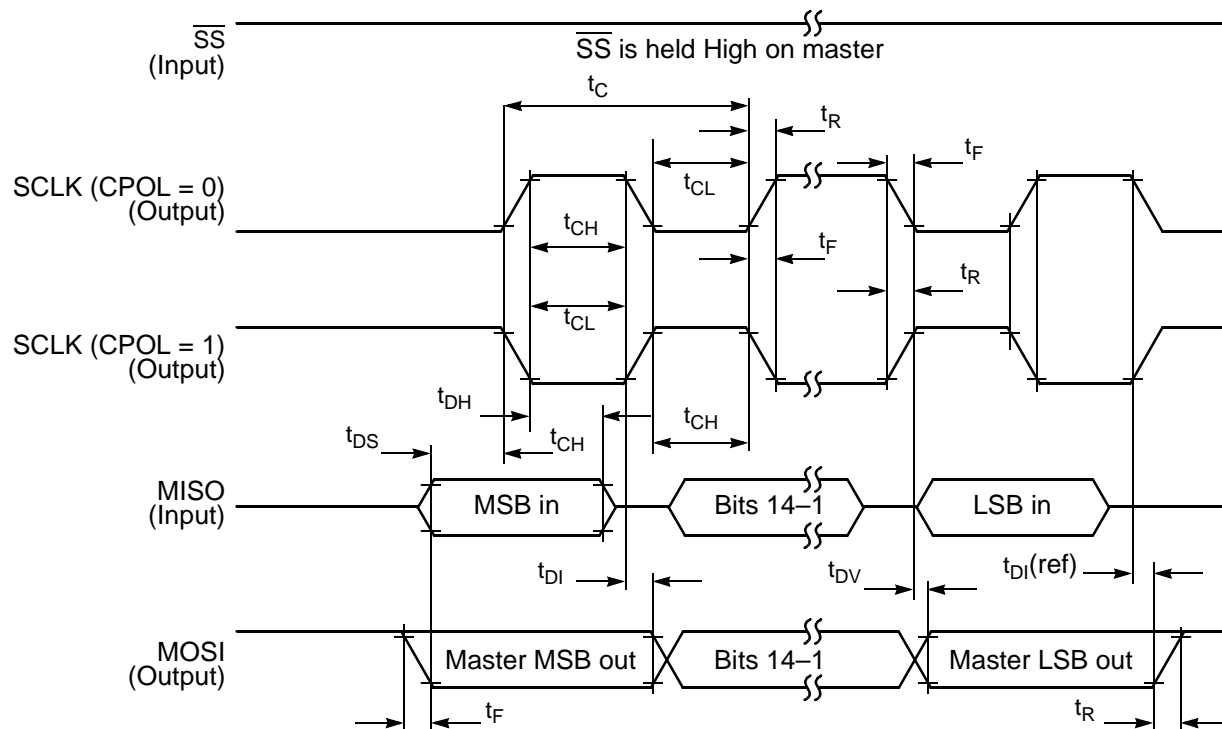 SS
(Input)
SS is held High on master
tC
tR
tF
SCLK (CPOL = 0)
(Output)
tCL
tCH
tF
tR
tCL
SCLK (CPOL = 1)
(Output)
tDH
tCH
tCH
tDS
MISO
(Input)
MSB in
Bits 14–1
LSB in
tDI
tDV
tDI(ref)
MOSI
(Output)
Master MSB out
Bits 14–1
Master LSB out
tF
tR